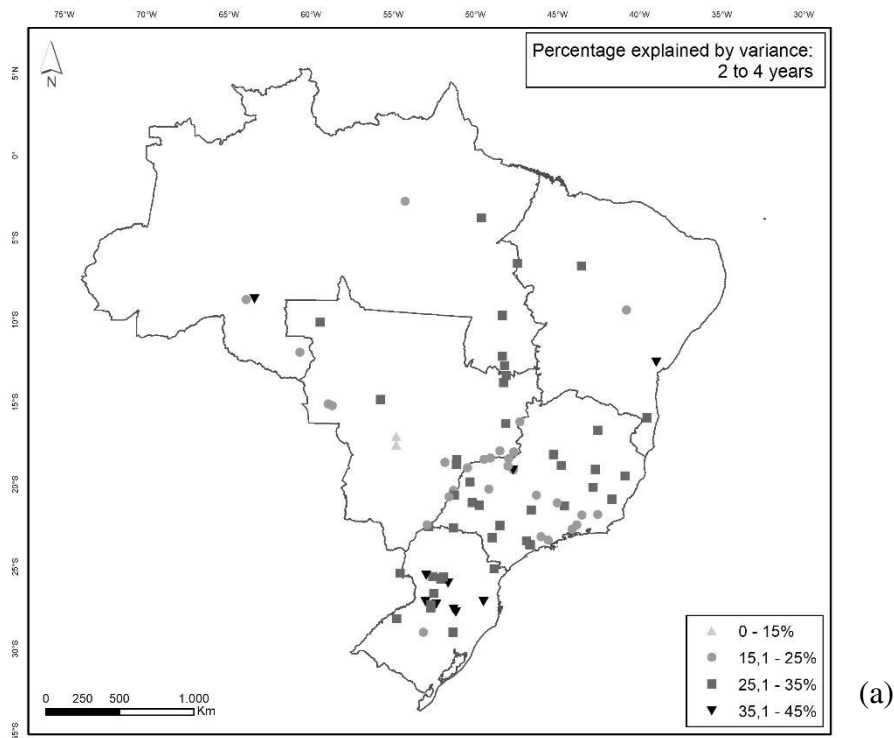 75°W 70°W 65°W 60°W 55°W 50°W 45°W 40°W 35°W 30°W
N
Percentage explained by variance:
2 to 4 years
5°N
0°
5°S
10°S
15°S
20°S
25°S
30°S
35°S
0 - 15%
15,1 - 25%
25,1 - 35%
35,1 - 45%
0 250 500 1.000
Km
(a)